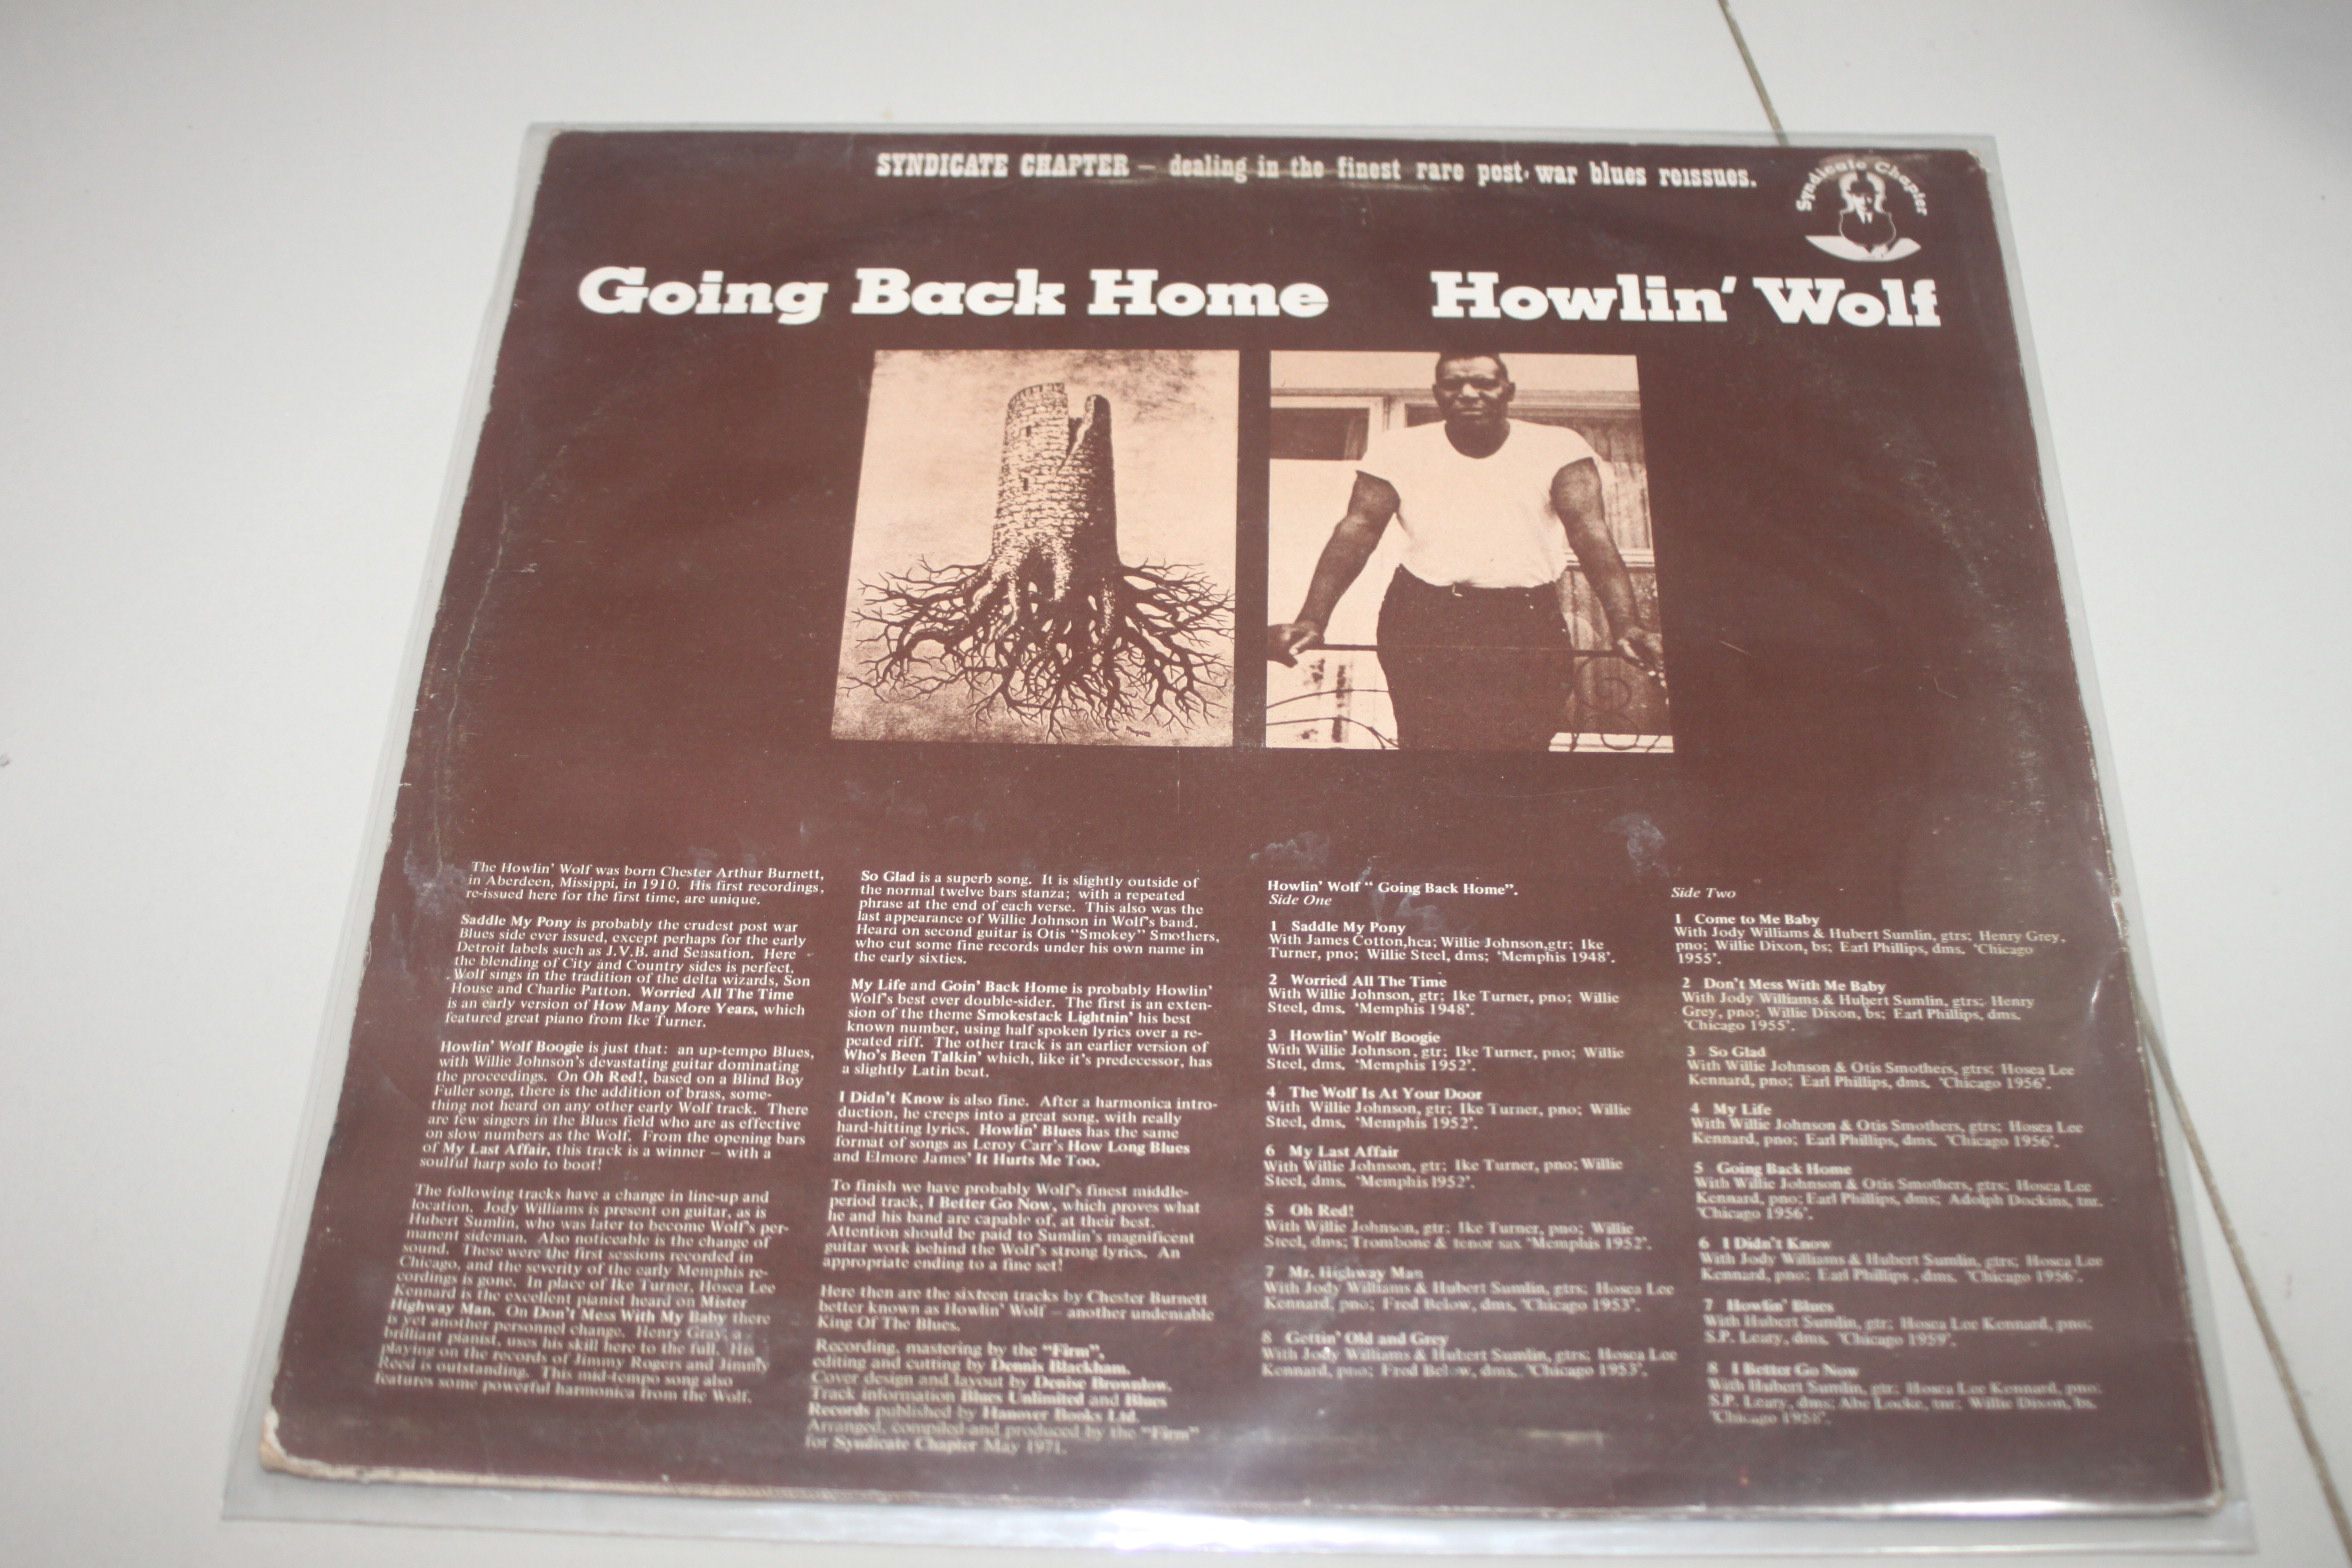 SYNDICATE CHAPTER — dealing in the finest rare post-war blues reissues.
Syndicate Chapter
Going Back Home Howlin' Wolf
The Howlin' Wolf was born Chester Arthur Burnett,
in Aberdeen, Missippi, in 1910. His first recordings,
re-issued here for the first time, are unique.
Saddle My Pony is probably the crudest post war
Blues side ever issued, except perhaps for the early
Detroit labels such as J.V.B. and Sensation. Here
the blending of City and Country sides is perfect.
Wolf sings in the tradition of the delta wizards, Son
House and Charlie Patton. Worried All The Time
is an early version of How Many More Years, which
featured great piano from Ike Turner.
Howlin' Wolf Boogie is just that: an up-tempo Blues,
with Willie Johnson's devastating guitar dominating
the proceedings. On Oh Red!, based on a Blind Boy
Fuller song, there is the addition of brass, some-
thing not heard on any other early Wolf track. There
are few singers in the Blues field who are as effective
on slow numbers as the Wolf. From the opening bars
of My Last Affair, this track is a winner — with a
soulful harp solo to boot!
The following tracks have a change in line-up and
location. Jody Williams is present on guitar, as is
Hubert Sumlin, who was later to become Wolf's per-
manent sideman. Also noticeable is the change of
sound. These were the first sessions recorded in
Chicago, and the severity of the early Memphis re-
cordings is gone. In place of Ike Turner, Hosea Lee
Kennard is the excellent pianist heard on Mister
Highway Man. On Don't Mess With My Baby there
is yet another personnel change. Henry Gray, a
brilliant pianist, uses his skill here to the full. His
playing on the records of Jimmy Rogers and Jimmy
Reed is outstanding. This mid-tempo song also
features some powerful harmonica from the Wolf.
So Glad is a superb song. It is slightly outside of
the normal twelve bars stanza; with a repeated
phrase at the end of each verse. This also was the
last appearance of Willie Johnson in Wolf's band.
Heard on second guitar is Otis "Smokey" Smothers,
who cut some fine records under his own name in
the early sixties.
My Life and Goin' Back Home is probably Howlin'
Wolf's best ever double-sider. The first is an exten-
sion of the theme Smokestack Lightnin' his best
known number, using half spoken lyrics over a re-
peated riff. The other track is an earlier version of
Who's Been Talkin' which, like it's predecessor, has
a slightly Latin beat.
I Didn't Know is also fine. After a harmonica intro-
duction, he creeps into a great song, with really
hard-hitting lyrics. Howlin' Blues has the same
format of songs as Leroy Carr's How Long Blues
and Elmore James' It Hurts Me Too.
To finish we have probably Wolf's finest middle-
period track, I Better Go Now, which proves what
he and his band are capable of, at their best.
Attention should be paid to Sumlin's magnificent
guitar work behind the Wolf's strong lyrics. An
appropriate ending to a fine set!
Here then are the sixteen tracks by Chester Burnett
better known as Howlin' Wolf — another undeniable
King Of The Blues.
Recording, mastering by the "Firm",
editing and cutting by Dennis Blackham.
Cover design and layout by Denise Brownlow.
Track information Blues Unlimited and Blues
Records published by Hanover Books Ltd.
Arranged, compiled and produced by the "Firm"
for Syndicate Chapter May 1971.
Howlin' Wolf "Going Back Home".
Side One
1 Saddle My Pony
With James Cotton,hca; Willie Johnson,gtr; Ike
Turner, pno; Willie Steel, dms; 'Memphis 1948'.
2 Worried All The Time
With Willie Johnson, gtr; Ike Turner, pno; Willie
Steel, dms. 'Memphis 1948'.
3 Howlin' Wolf Boogie
With Willie Johnson, gtr; Ike Turner, pno; Willie
Steel, dms. 'Memphis 1952'.
4 The Wolf Is At Your Door
With Willie Johnson, gtr; Ike Turner, pno; Willie
Steel, dms. 'Memphis 1952'.
6 My Last Affair
With Willie Johnson, gtr; Ike Turner, pno; Willie
Steel, dms. 'Memphis 1952'.
5 Oh Red!
With Willie Johnson, gtr; Ike Turner, pno; Willie
Steel, dms; Trombone & tenor sax 'Memphis 1952'.
7 Mr. Highway Man
With Jody Williams & Hubert Sumlin, gtrs; Hosea Lee
Kennard, pno; Fred Below, dms. 'Chicago 1953'.
8 Gettin' Old and Grey
With Jody Williams & Hubert Sumlin, gtrs; Hosea Lee
Kennard, pno; Fred Below, dms,. 'Chicago 1953'.
Side Two
1 Come to Me Baby
With Jody Williams & Hubert Sumlin, gtrs; Henry Grey,
pno; Willie Dixon, bs; Earl Phillips, dms. 'Chicago
1955'.
2 Don't Mess With Me Baby
With Jody Williams & Hubert Sumlin, gtrs; Henry
Grey, pno; Willie Dixon, bs; Earl Phillips, dms.
'Chicago 1955'.
3 So Glad
With Willie Johnson & Otis Smothers, gtrs; Hosea Lee
Kennard, pno; Earl Phillips, dms. 'Chicago 1956'.
4 My Life
With Willie Johnson & Otis Smothers, gtrs; Hosea Lee
Kennard, pno; Earl Phillips, dms. 'Chicago 1956'.
5 Going Back Home
With Willie Johnson & Otis Smothers, gtrs; Hosea Lee
Kennard, pno; Earl Phillips, dms; Adolph Dockins, tnr.
'Chicago 1956'.
6 I Didn't Know
With Jody Williams & Hubert Sumlin, gtrs; Hosea Lee
Kennard, pno; Earl Phillips, dms. 'Chicago 1956'.
7 Howlin' Blues
With Hubert Sumlin, gtr; Hosea Lee Kennard, pno;
S.P. Leary, dms. 'Chicago 1959'.
8 I Better Go Now
With Hubert Sumlin, gtr; Hosea Lee Kennard, pno;
S.P. Leary, dms; Abe Locke, tnr; Willie Dixon, bs.
'Chicago